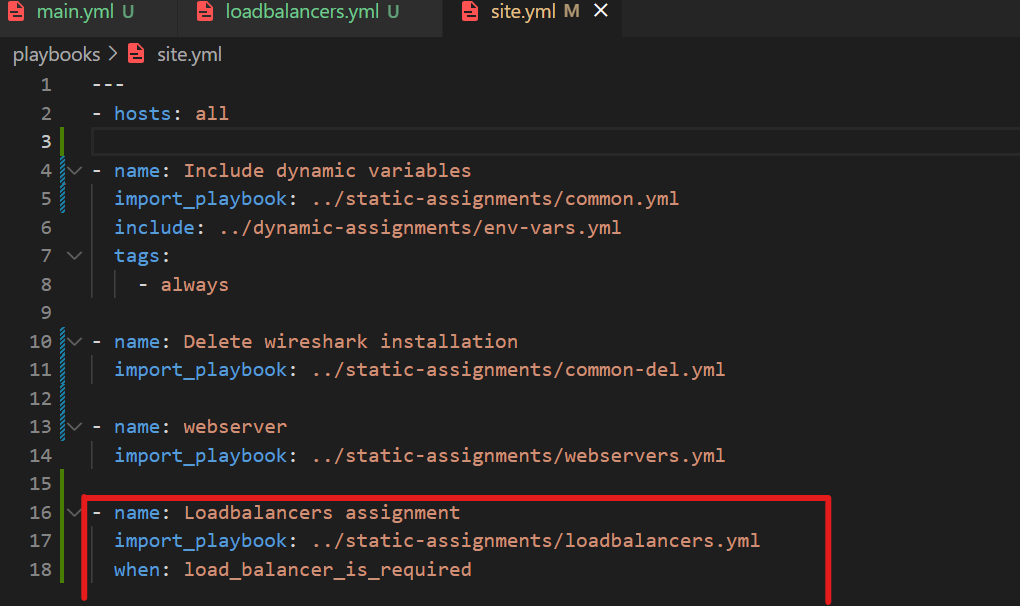 main.yml U loadbalancers.yml U site.yml M
playbooks > site.yml
1 ---
2 - hosts: all
3
4 - name: Include dynamic variables
5   import_playbook: ../static-assignments/common.yml
6   include: ../dynamic-assignments/env-vars.yml
7   tags:
8     - always
9
10 - name: Delete wireshark installation
11   import_playbook: ../static-assignments/common-del.yml
12
13 - name: webserver
14   import_playbook: ../static-assignments/webservers.yml
15
16 - name: Loadbalancers assignment
17   import_playbook: ../static-assignments/loadbalancers.yml
18   when: load_balancer_is_required